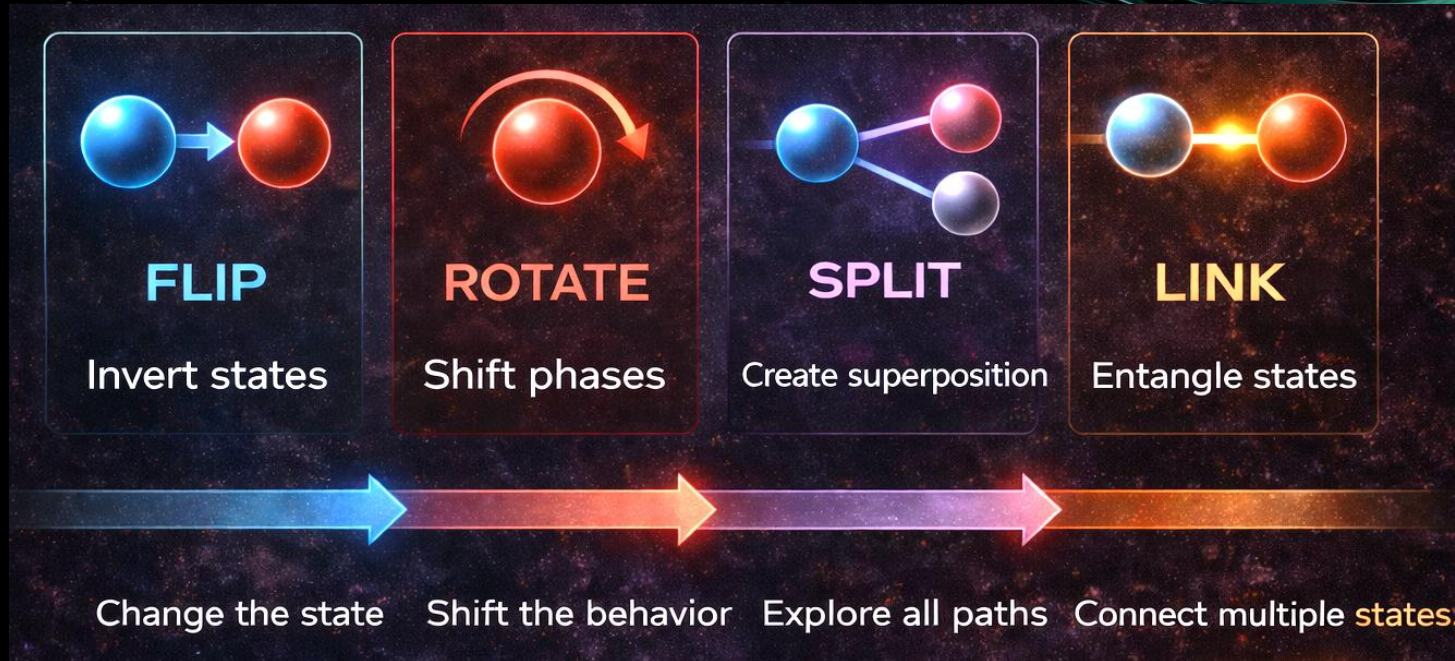 FLIP
Invert states
ROTATE
Shift phases
SPLIT
Create superposition
LINK
Entangle states
Change the state
Shift the behavior
Explore all paths
Connect multiple states.